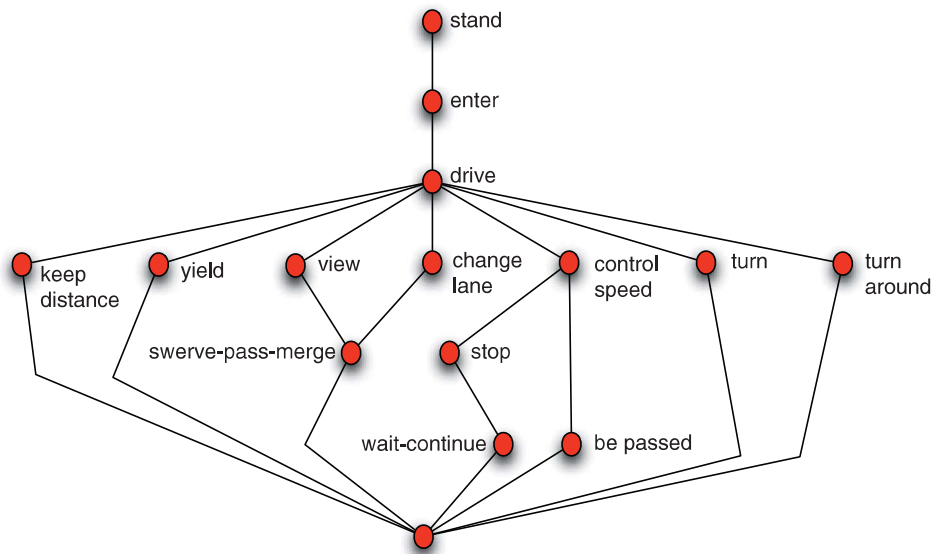 stand
enter
drive
keep
distance
yield
view
change
lane
control
speed
turn
turn
around
swerve-pass-merge
stop
wait-continue
be passed